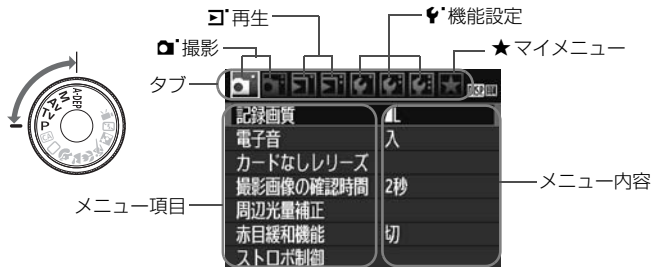 再生
機能設定
撮影
★マイメニュー
タブ
DISP.
A-DEP
M
Av
Tv
P
記録画質 L
電子音 入
カードなしレリーズ
撮影画像の確認時間 2秒
周辺光量補正
赤目緩和機能 切
ストロボ制御
メニュー項目
メニュー内容